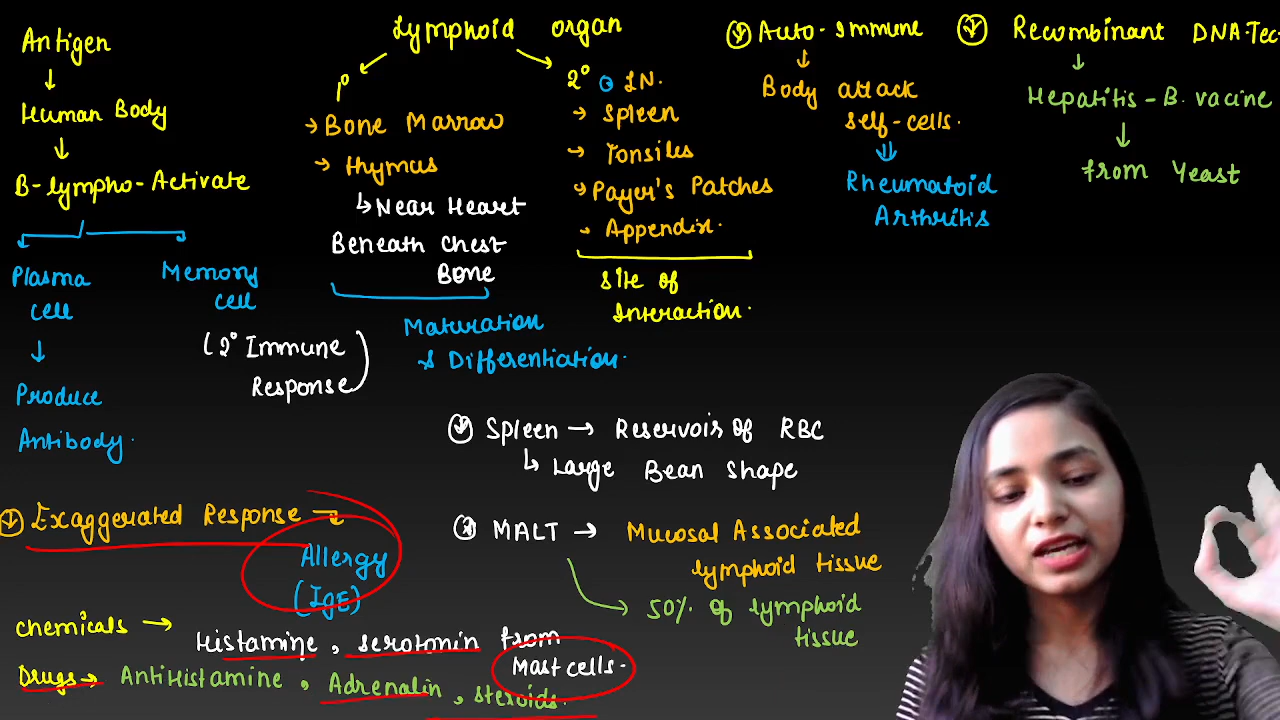 Antigen
↓
Human Body
↓
B-lympho-Activate
Plasma cell
↓
Produce
Antibody.
Memory
cell
(2° Immune
Response)
Lymphoid organ
1°
→ Bone Marrow
→ Thymus
↳ Near Heart
Beneath Chest
Bone
Maturation
& Differentiation.
2° ⊙ LN.
→ Spleen
→ Tonsiles
→ Payer's Patches
→ Appendix.
Site of
Interaction.
Auto-Immune
↓
Body attack
self-cells.
⇓
Rheumatoid
Arthritis
Recombinant DNA-Tec
↓
Hepatitis-B. vacine
↓
from Yeast
Spleen → Reservoir of RBC
↳ Large Bean Shape
MALT → Mucosal Associated
lymphoid tissue
50% of lymphoid
tissue
Exaggerated Response →
Allergy
(IgE)
Chemicals →
Histamine, serotonin from
Mast cells.
Drugs → AntiHistamine, Adrenalin, steroids.